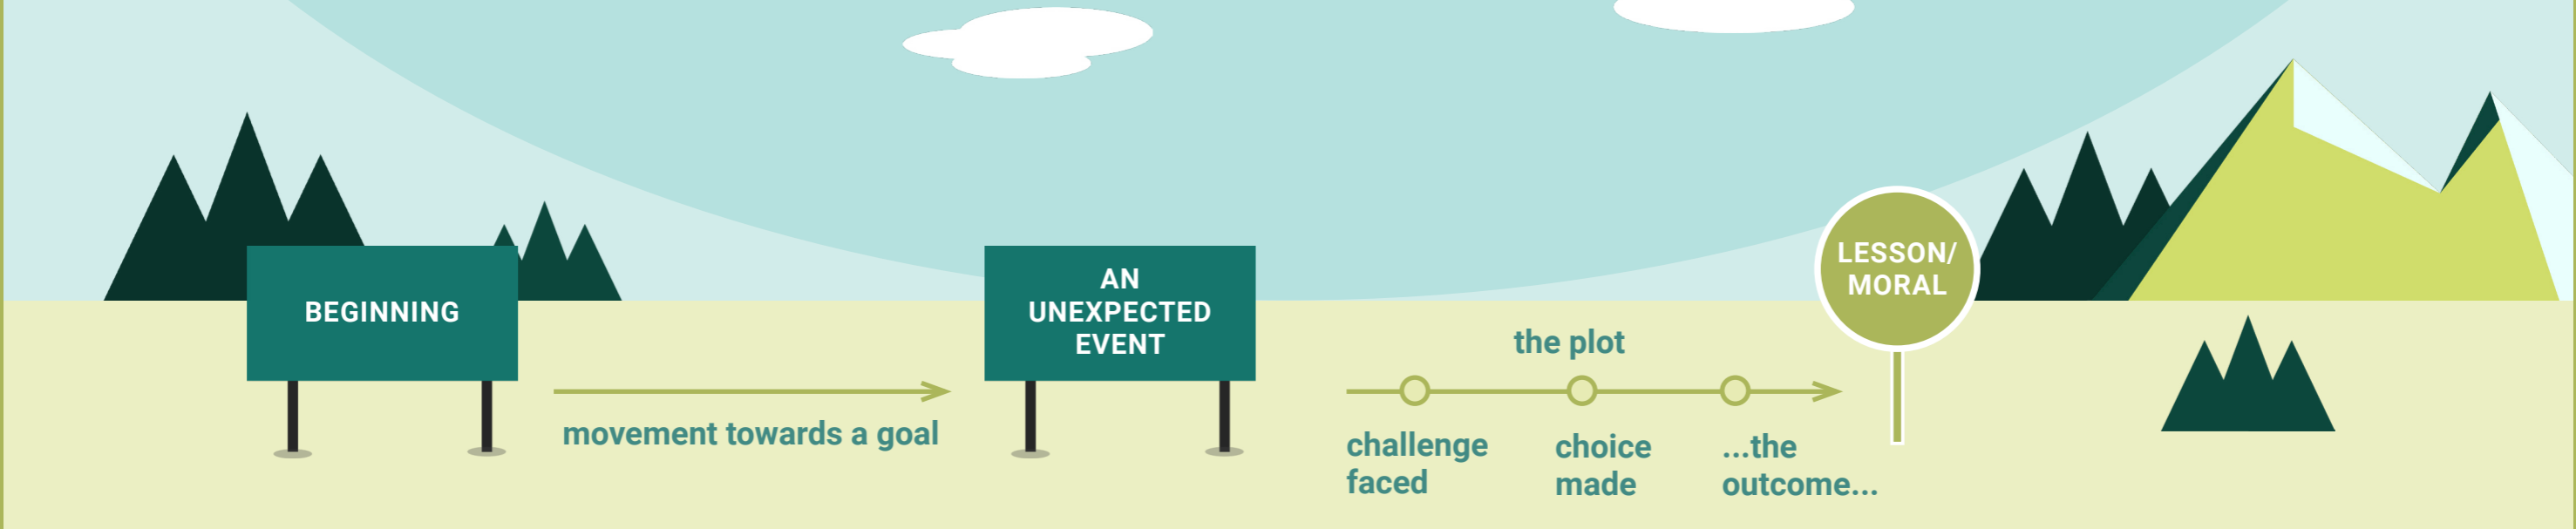 BEGINNING
movement towards a goal
AN
UNEXPECTED
EVENT
the plot
challenge
faced
choice
made
...the
outcome...
LESSON/
MORAL